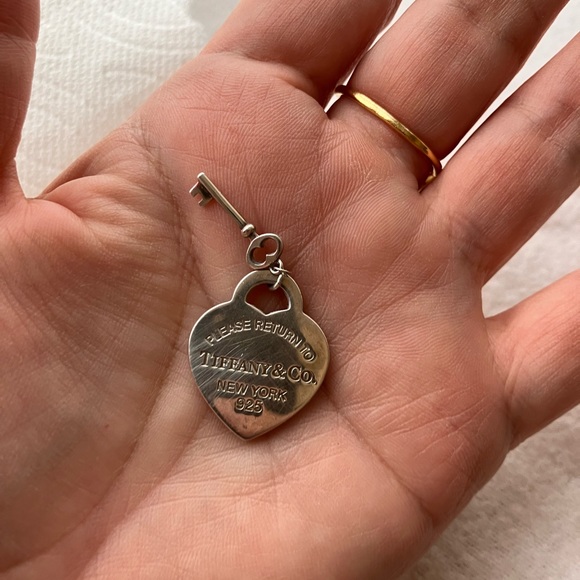 PLEASE RETURN TO
TIFFANY & CO.
NEW YORK
925